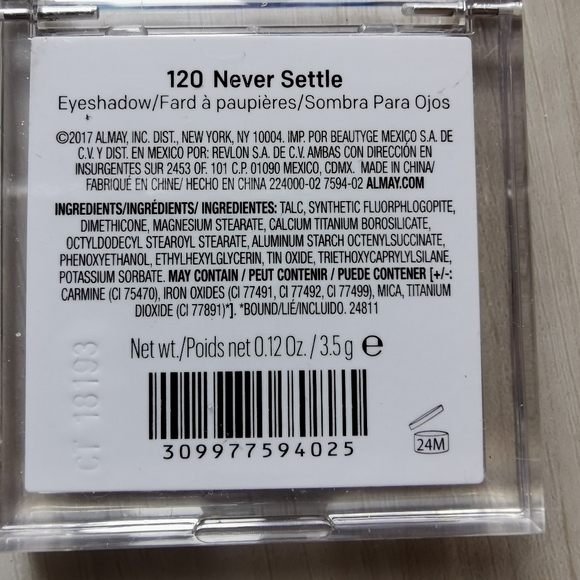 120 Never Settle
Eyeshadow/Fard à paupières/Sombra Para Ojos
©2017 ALMAY, INC. DIST., NEW YORK, NY 10004. IMP. POR BEAUTYGE MEXICO S.A. DE
C.V. Y DIST. EN MÉXICO POR: REVLON S.A. DE C.V. AMBAS CON DIRECCIÓN EN
INSURGENTES SUR 2453 OF. 101 C.P. 01090 MEXICO, CDMX. MADE IN CHINA/
FABRIQUÉ EN CHINE/ HECHO EN CHINA 224000-02 7594-02 ALMAY.COM
INGREDIENTS/INGRÉDIENTS/ INGREDIENTES: TALC, SYNTHETIC FLUORPHLOGOPITE,
DIMETHICONE, MAGNESIUM STEARATE, CALCIUM TITANIUM BOROSILICATE,
OCTYLDODECYL STEAROYL STEARATE, ALUMINUM STARCH OCTENYLSUCCINATE,
PHENOXYETHANOL, ETHYLHEXYLGLYCERIN, TIN OXIDE, TRIETHOXYCAPRYLYLSILANE,
POTASSIUM SORBATE. MAY CONTAIN / PEUT CONTENIR / PUEDE CONTENER [+/-:
CARMINE (CI 75470), IRON OXIDES (CI 77491, CI 77492, CI 77499), MICA, TITANIUM
DIOXIDE (CI 77891)*]. *BOUND/LIÉ/INCLUIDO. 24811
Net wt./Poids net 0.12 Oz. / 3.5 g ℮
CT 18193
309977594025
24M